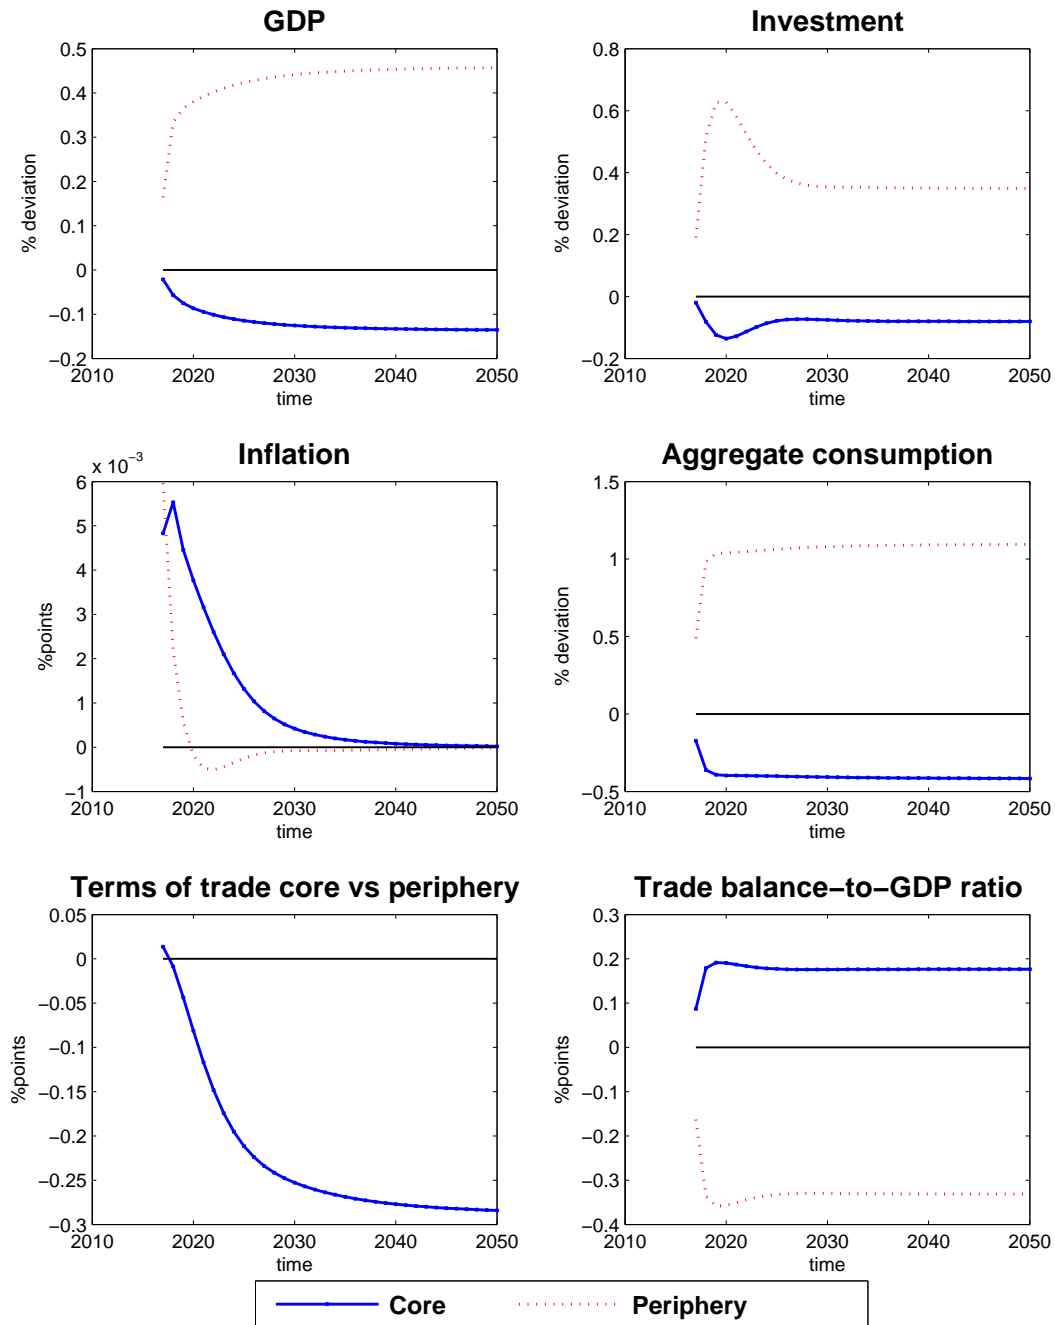 GDP
% deviation
0.5
0.4
0.3
0.2
0.1
0
−0.1
−0.2
2010 2020 2030 2040 2050
time
Investment
% deviation
0.8
0.6
0.4
0.2
0
−0.2
2010 2020 2030 2040 2050
time
Inflation
x 10−3
%points
6
5
4
3
2
1
0
−1
2010 2020 2030 2040 2050
time
Aggregate consumption
% deviation
1.5
1
0.5
0
−0.5
2010 2020 2030 2040 2050
time
Terms of trade core vs periphery
%points
0.05
0
−0.05
−0.1
−0.15
−0.2
−0.25
−0.3
2010 2020 2030 2040 2050
time
Trade balance−to−GDP ratio
%points
0.3
0.2
0.1
0
−0.1
−0.2
−0.3
−0.4
2010 2020 2030 2040 2050
time
Core Periphery